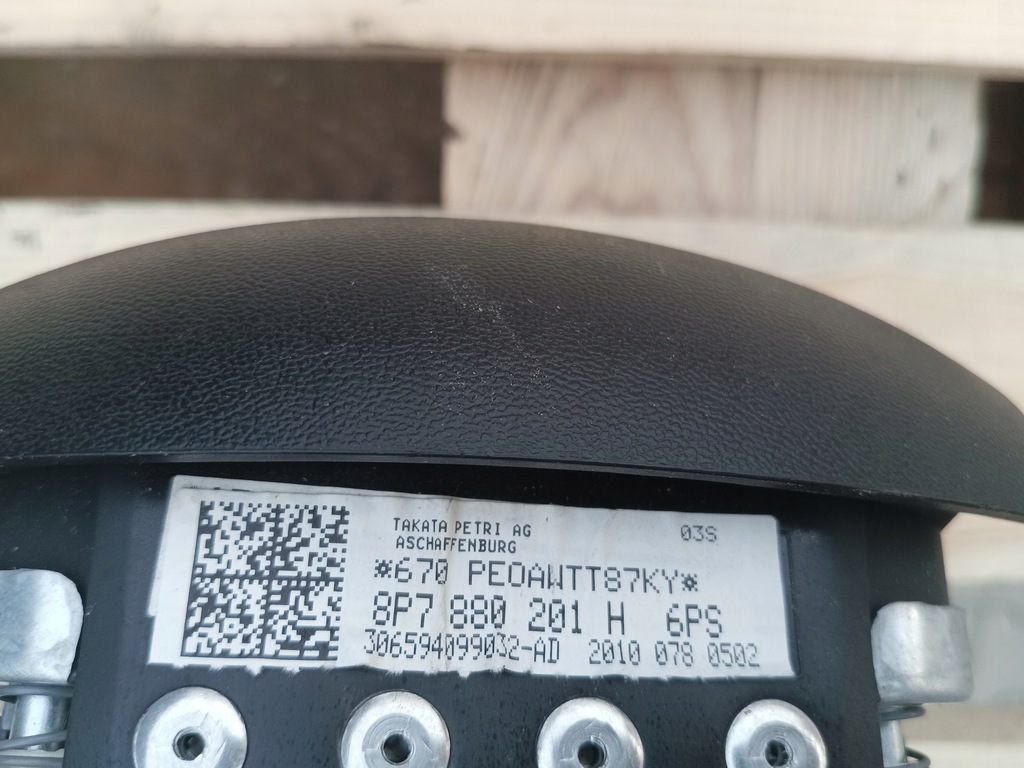 TAKATA PETRI AG 03S
ASCHAFFENBURG
*670 PEOAWTT87KY*
8P7 880 201 H 6PS
306594099032-AD 2010 078 0502